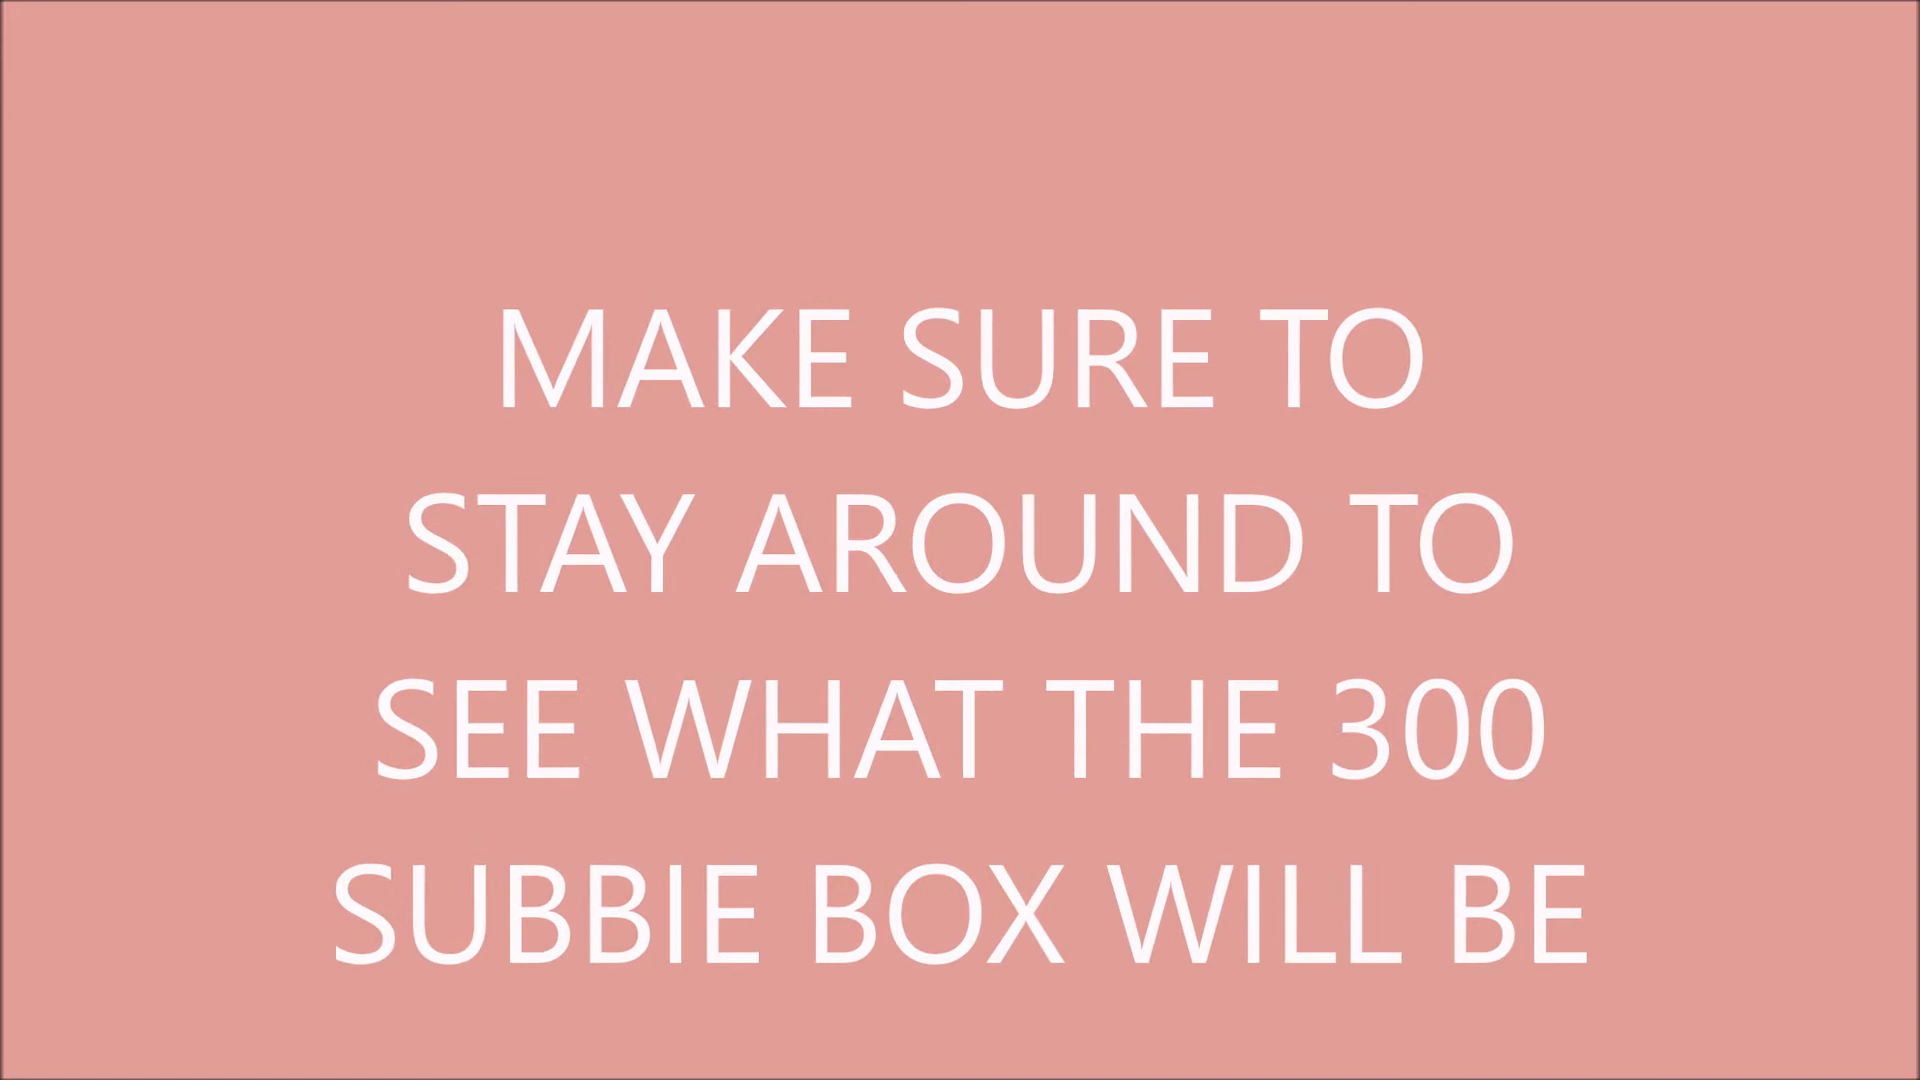 MAKE SURE TO
STAY AROUND TO
SEE WHAT THE 300
SUBBIE BOX WILL BE